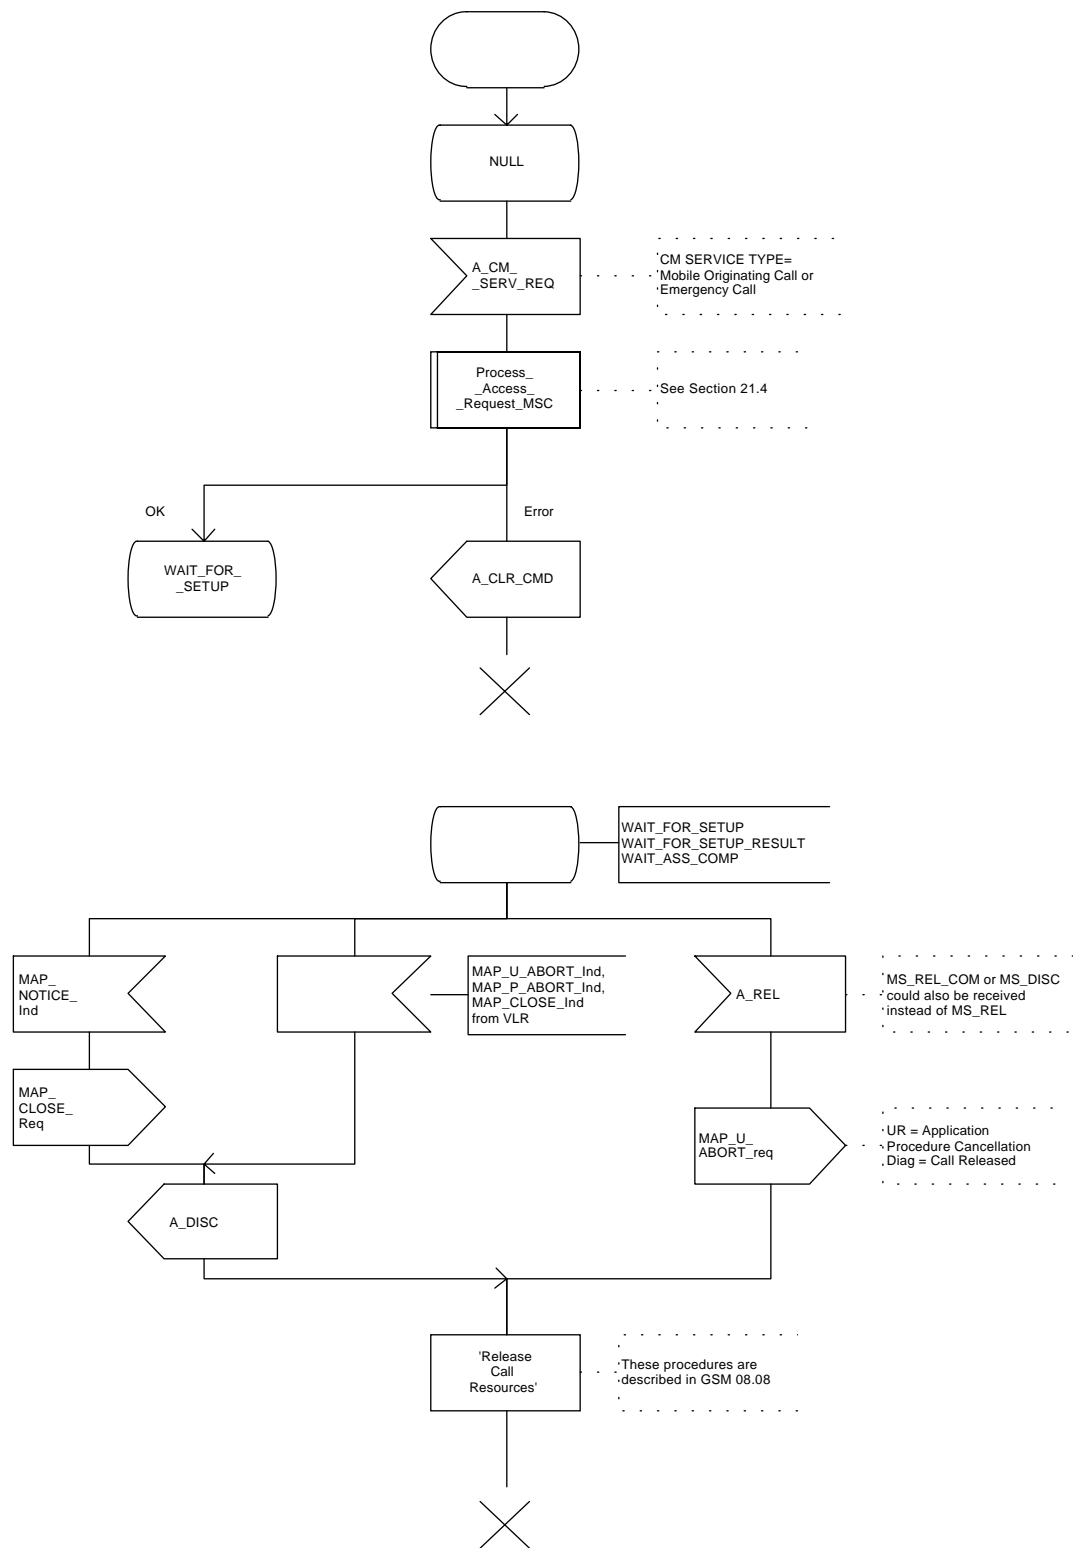 NULL
A_CM_
_SERV_REQ
CM SERVICE TYPE=
Mobile Originating Call or
Emergency Call
Process_
_Access_
_Request_MSC
See Section 21.4
OK
Error
WAIT_FOR_
_SETUP
A_CLR_CMD
WAIT_FOR_SETUP
WAIT_FOR_SETUP_RESULT
WAIT_ASS_COMP
MAP_
NOTICE_
Ind
MAP_U_ABORT_Ind,
MAP_P_ABORT_Ind,
MAP_CLOSE_Ind
from VLR
A_REL
MS_REL_COM or MS_DISC
could also be received
instead of MS_REL
MAP_
CLOSE_
Req
MAP_U_
ABORT_req
UR = Application
Procedure Cancellation
Diag = Call Released
A_DISC
'Release
Call
Resources'
These procedures are
described in GSM 08.08